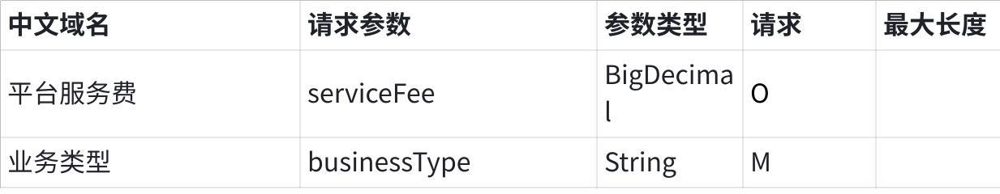 中文域名 请求参数 参数类型 请求 最大长度
平台服务费 serviceFee BigDecima
l O
业务类型 businessType String M